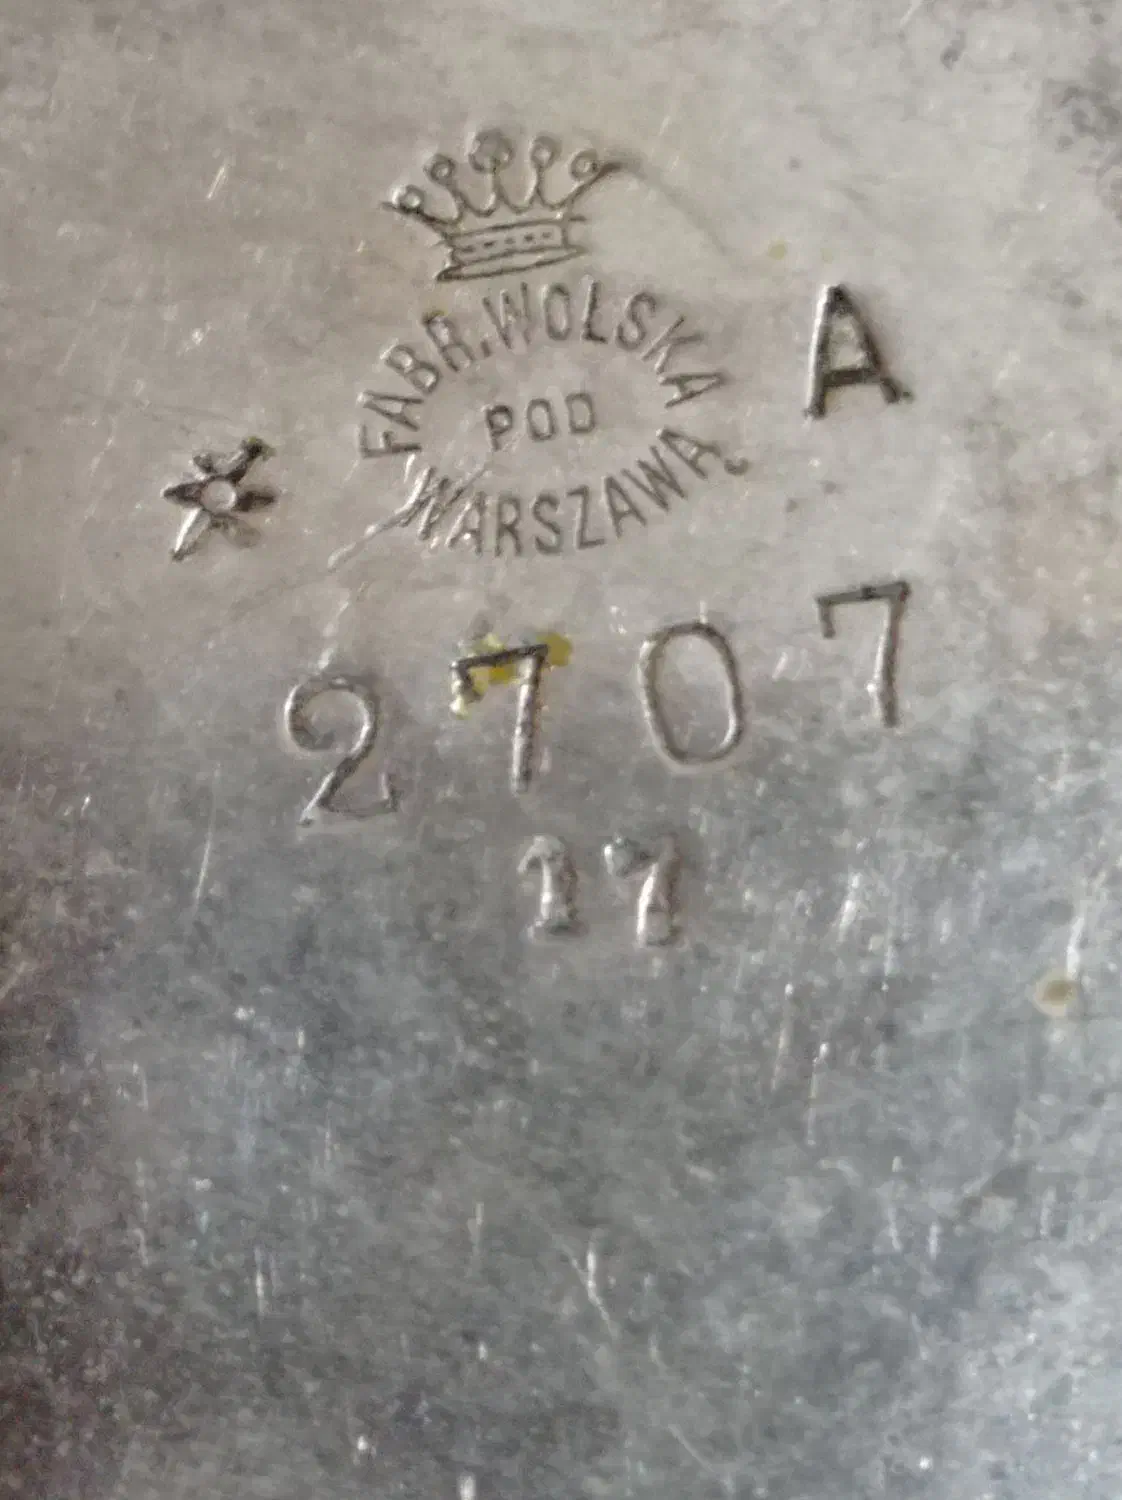 FABR. WOLSKA
POD
WARSZAWĄ
A
2707
11